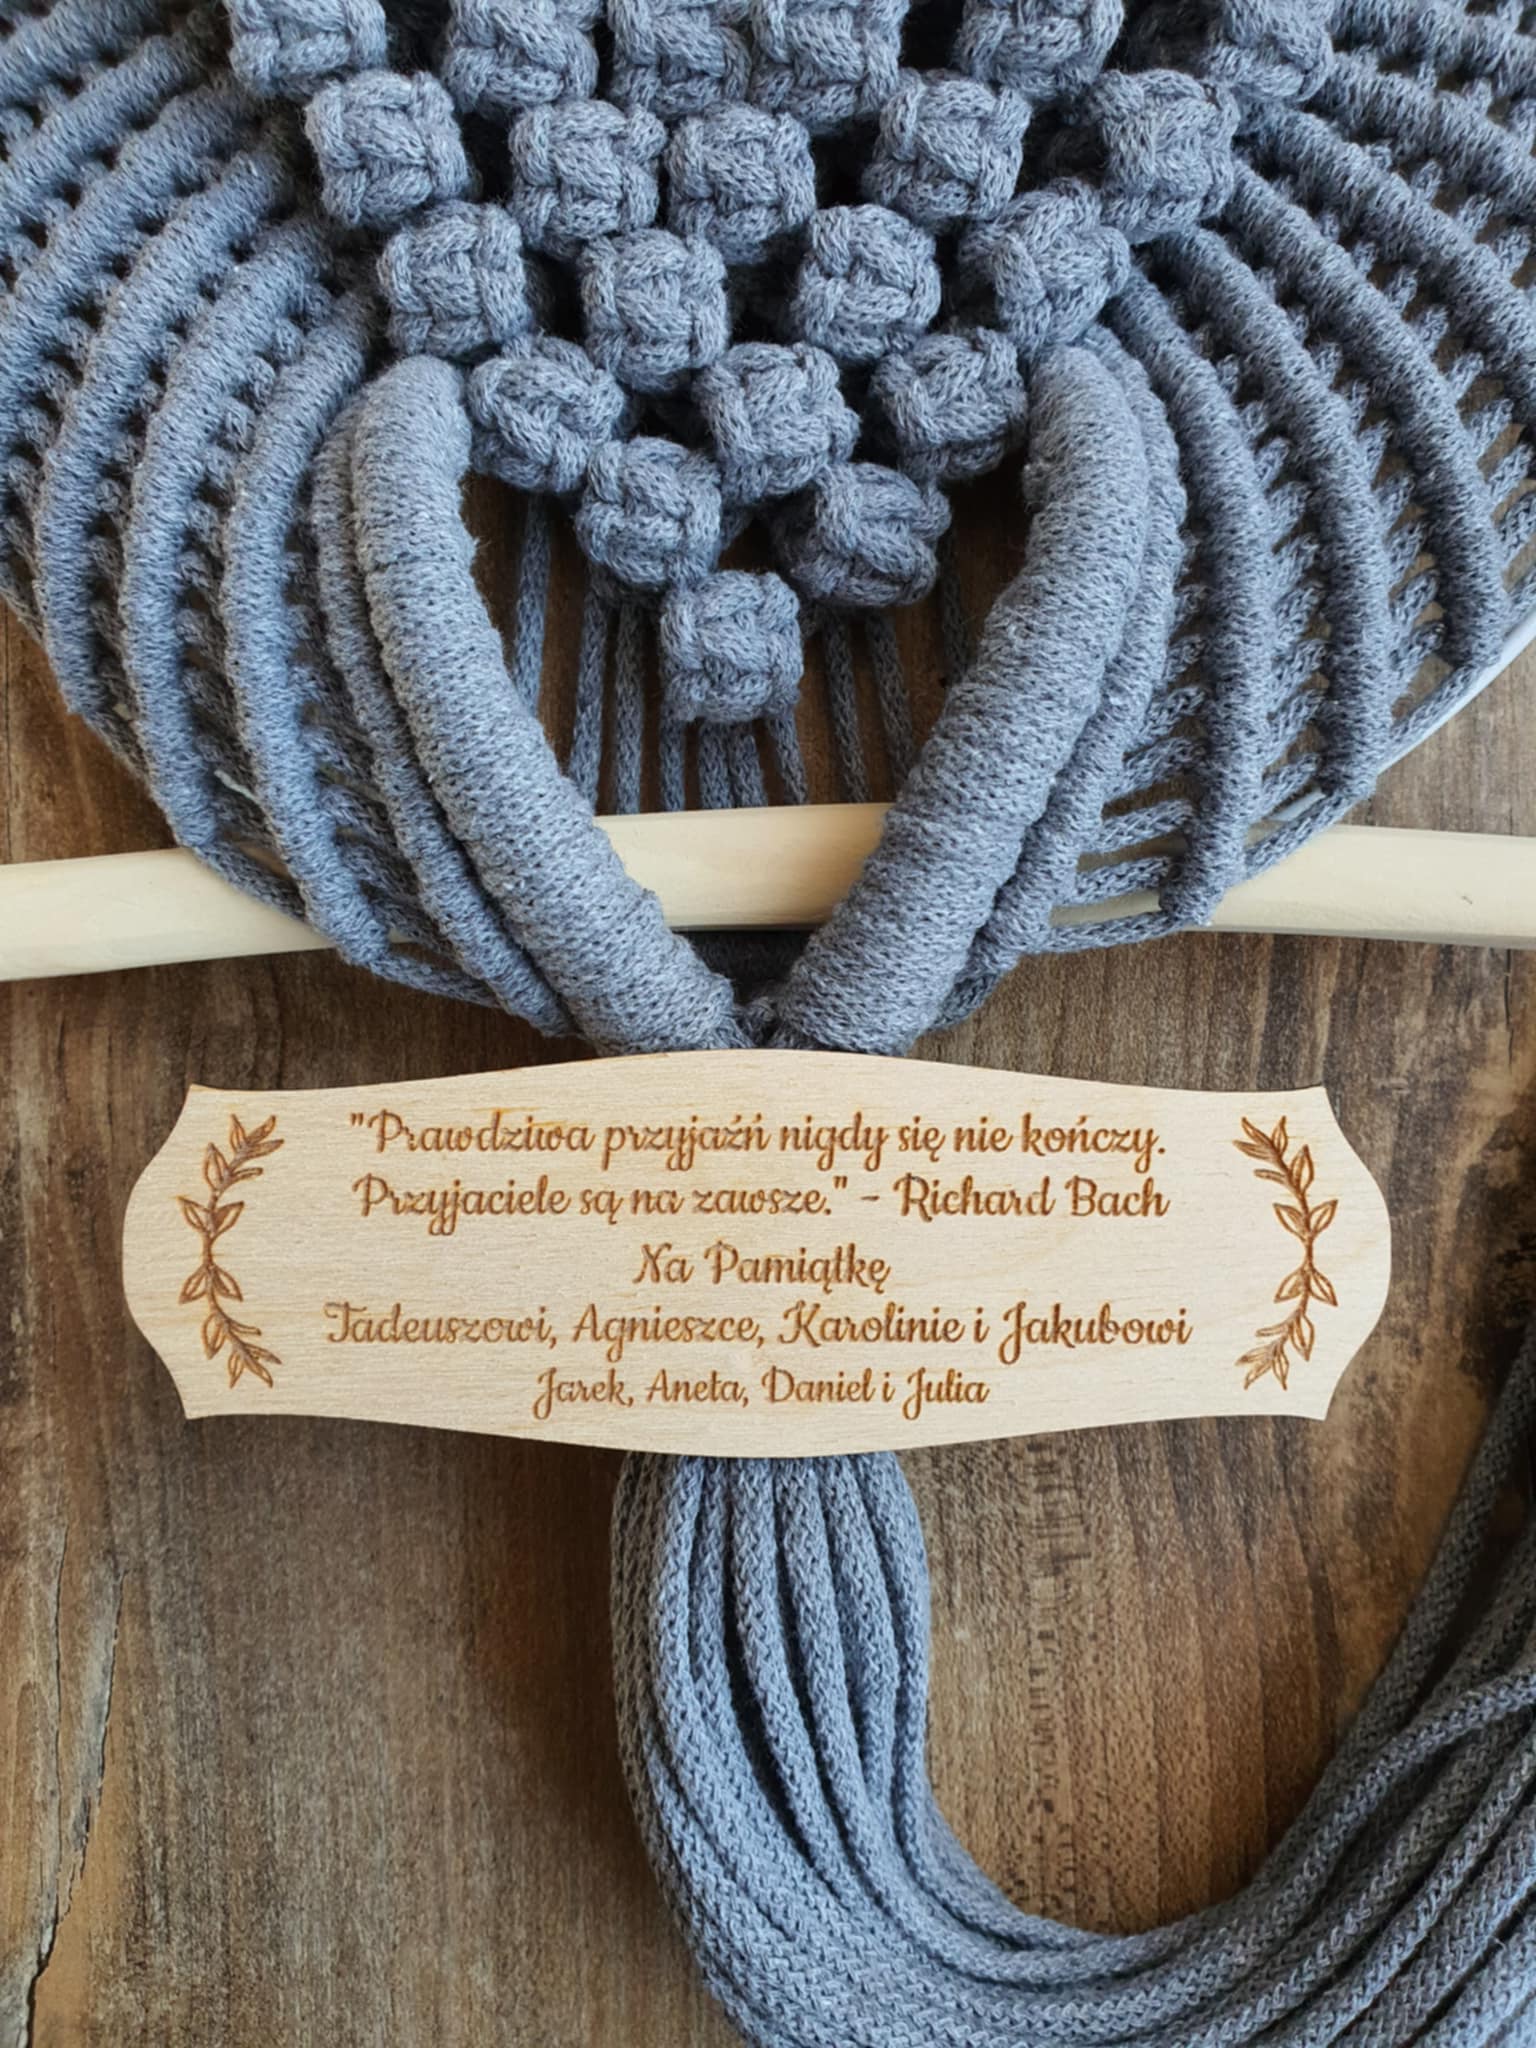 "Prawdziwa przyjaźń nigdy się nie kończy.
Przyjaciele są na zawsze." - Richard Bach
Na Pamiątkę
Tadeuszowi, Agnieszce, Karolinie i Jakubowi
Jarek, Aneta, Daniel i Julia